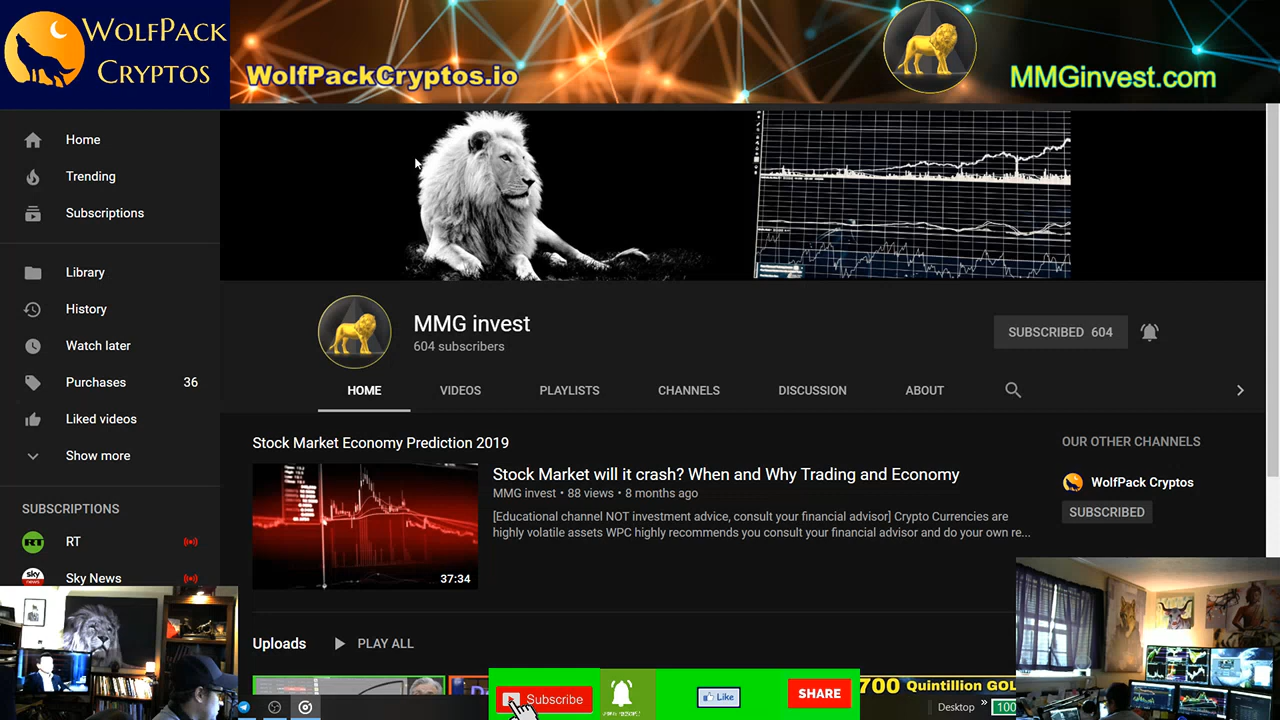 WOLFPACK
CRYPTOS
WolfPackCryptos.io
MMGinvest.com
Home
Trending
Subscriptions
Library
History
Watch later
Purchases 36
Liked videos
Show more
SUBSCRIPTIONS
RT
RT
sky
news
Sky News
MMG invest
604 subscribers
SUBSCRIBED 604
HOME VIDEOS PLAYLISTS CHANNELS DISCUSSION ABOUT
Stock Market Economy Prediction 2019
Stock Market will it crash? When and Why Trading and Economy
MMG invest • 88 views • 8 months ago
[Educational channel NOT investment advice, consult your financial advisor] Crypto Currencies are
highly volatile assets WPC highly recommends you consult your financial advisor and do your own re...
37:34
OUR OTHER CHANNELS
WolfPack Cryptos
SUBSCRIBED
Uploads PLAY ALL
Subscribe
Like
SHARE
700 Quintillion GOL
Desktop
100